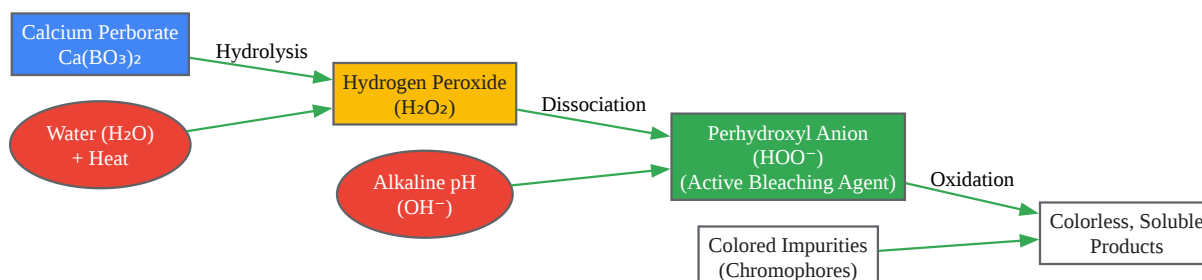 Calcium Perborate
Ca(BO₃)₂
Hydrolysis
Water (H₂O)
+ Heat
Hydrogen Peroxide
(H₂O₂)
Dissociation
Alkaline pH
(OH⁻)
Perhydroxyl Anion
(HOO⁻)
(Active Bleaching Agent)
Oxidation
Colored Impurities
(Chromophores)
Colorless, Soluble
Products